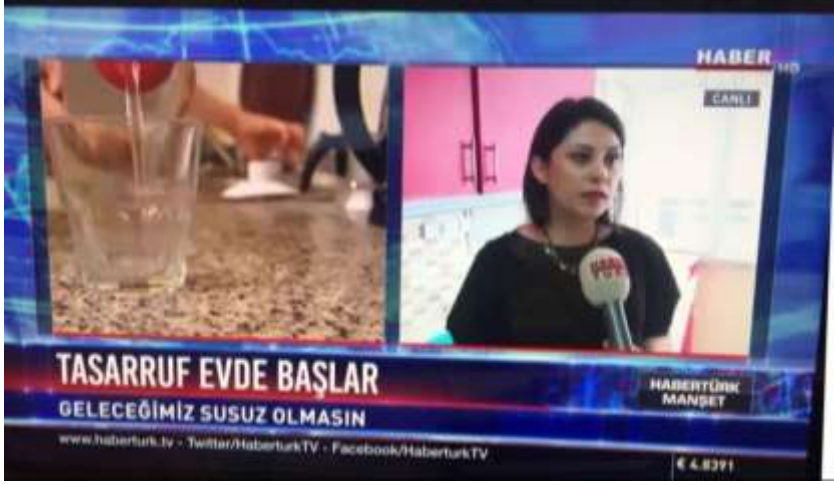 HABER
HD
CANLI
TASARRUF EVDE BAŞLAR
GELECEĞİMİZ SUSUZ OLMASIN
HABERTÜRK
MANŞET
www.haberturk.tv - Twitter/HaberturkTV - Facebook/HaberturkTV
€ 4.8391